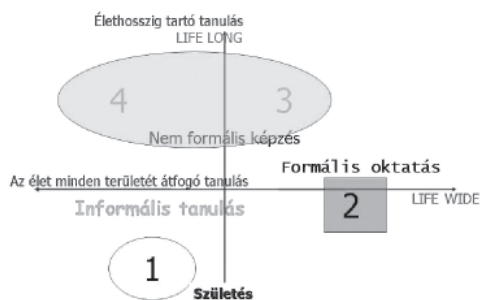 Élethosszig tartó tanulás
LIFE LONG
4
3
Nem formális képzés
Formális oktatás
Az élet minden területét átfogó tanulás
LIFE WIDE
Informális tanulás
2
1
Születés